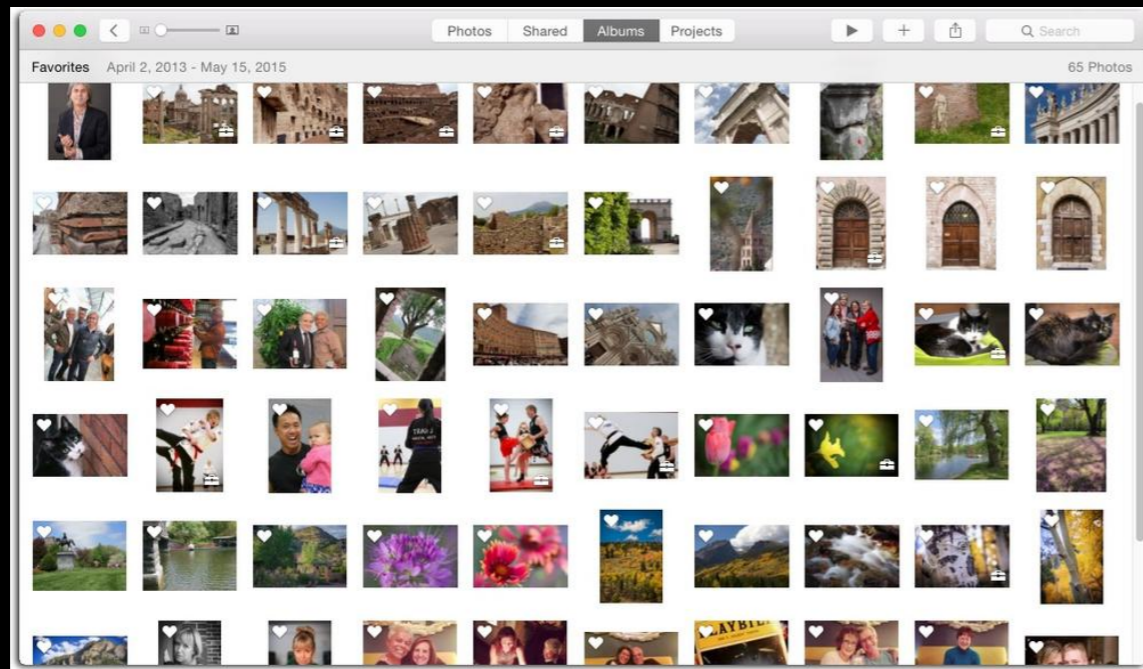 Photos Shared Albums Projects Search
Favorites April 2, 2013 - May 15, 2015 65 Photos
PLAYBILL